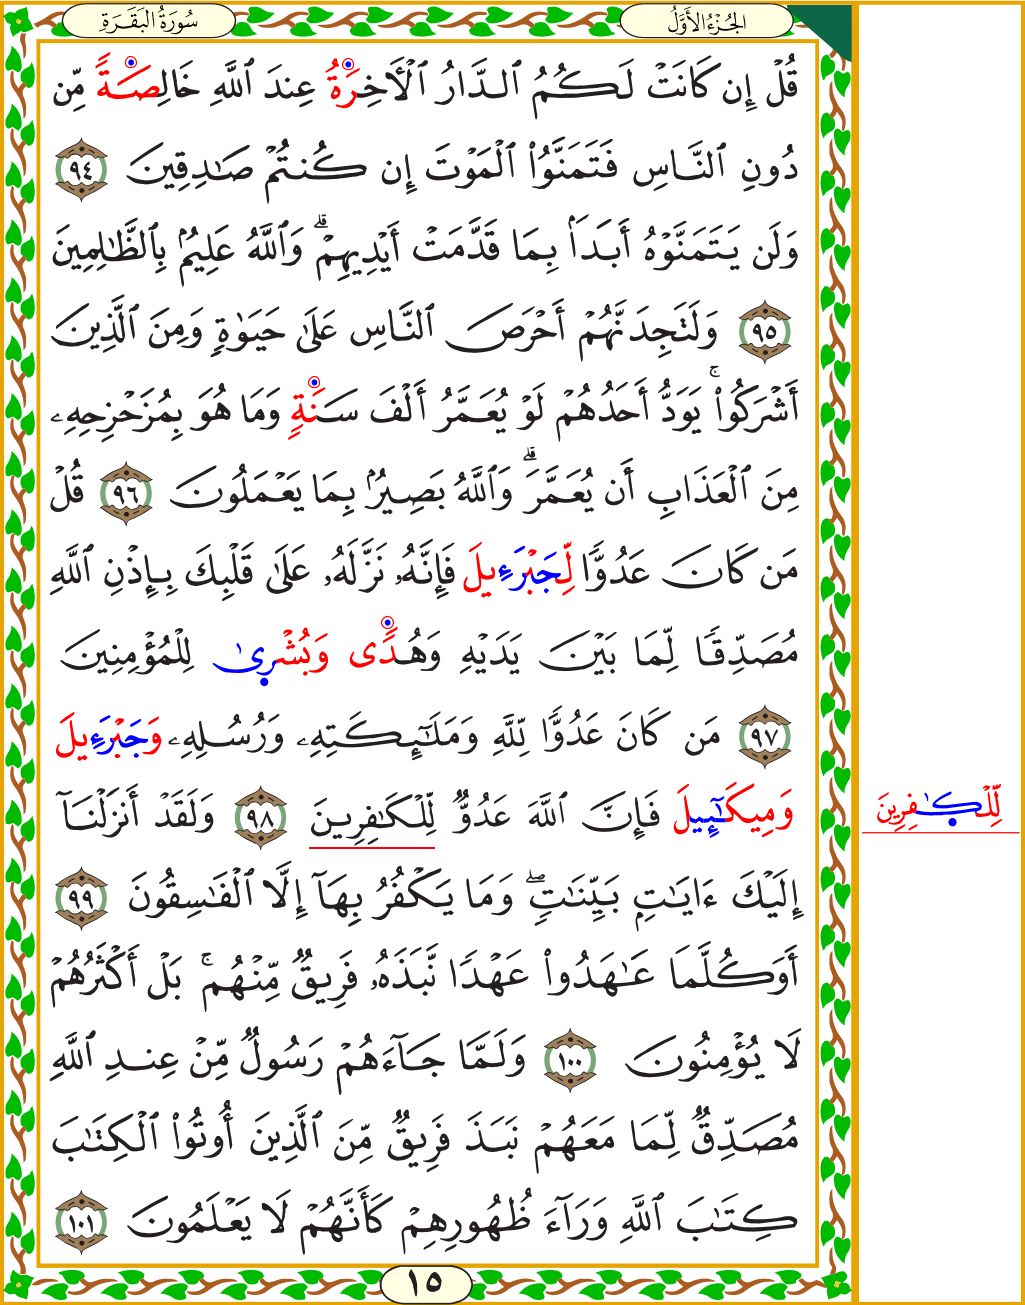 الجُزْءُ الأَوَّلُ
سُورَةُ البَقَرَةِ
قُلۡ إِن كَانَتۡ لَكُمُ ٱلدَّارُ ٱلۡأٓخِرَةُ عِندَ ٱللَّهِ خَالِصَةٗ مِّن
دُونِ ٱلنَّاسِ فَتَمَنَّوُاْ ٱلۡمَوۡتَ إِن كُنتُمۡ صَٰدِقِينَ ٩٤
وَلَن يَتَمَنَّوۡهُ أَبَدَۢا بِمَا قَدَّمَتۡ أَيۡدِيهِمۡۚ وَٱللَّهُ عَلِيمُۢ بِٱلظَّٰلِمِينَ
٩٥ وَلَتَجِدَنَّهُمۡ أَحۡرَصَ ٱلنَّاسِ عَلَىٰ حَيَوٰةٖ وَمِنَ ٱلَّذِينَ
أَشۡرَكُواْۚ يَوَدُّ أَحَدُهُمۡ لَوۡ يُعَمَّرُ أَلۡفَ سَنَةٖ وَمَا هُوَ بِمُزَحۡزِحِهِۦ
مِنَ ٱلۡعَذَابِ أَن يُعَمَّرَۗ وَٱللَّهُ بَصِيرُۢ بِمَا يَعۡمَلُونَ ٩٦ قُلۡ
مَن كَانَ عَدُوّٗا لِّجَبۡرَءِيلَ فَإِنَّهُۥ نَزَّلَهُۥ عَلَىٰ قَلۡبِكَ بِإِذۡنِ ٱللَّهِ
مُصَدِّقٗا لِّمَا بَيۡنَ يَدَيۡهِ وَهُدٗى وَبُشۡرىٰ لِلۡمُؤۡمِنِينَ
٩٧ مَن كَانَ عَدُوّٗا لِّلَّهِ وَمَلَٰٓئِكَتِهِۦ وَرُسُلِهِۦ وَجَبۡرَءِيلَ
وَمِيكَٰٓئِيلَ فَإِنَّ ٱللَّهَ عَدُوّٞ لِّلۡكَٰفِرِينَ ٩٨ وَلَقَدۡ أَنزَلۡنَآ
لِّلۡكٰفِرِينَ
إِلَيۡكَ ءَايَٰتِۭ بَيِّنَٰتٖۖ وَمَا يَكۡفُرُ بِهَآ إِلَّا ٱلۡفَٰسِقُونَ ٩٩
أَوَكُلَّمَا عَٰهَدُواْ عَهۡدٗا نَّبَذَهُۥ فَرِيقٞ مِّنۡهُمۚ بَلۡ أَكۡثَرُهُمۡ
لَا يُؤۡمِنُونَ ١٠٠ وَلَمَّا جَآءَهُمۡ رَسُولٞ مِّنۡ عِندِ ٱللَّهِ
مُصَدِّقٞ لِّمَا مَعَهُمۡ نَبَذَ فَرِيقٞ مِّنَ ٱلَّذِينَ أُوتُواْ ٱلۡكِتَٰبَ
كِتَٰبَ ٱللَّهِ وَرَآءَ ظُهُورِهِمۡ كَأَنَّهُمۡ لَا يَعۡلَمُونَ ١٠١
١٥